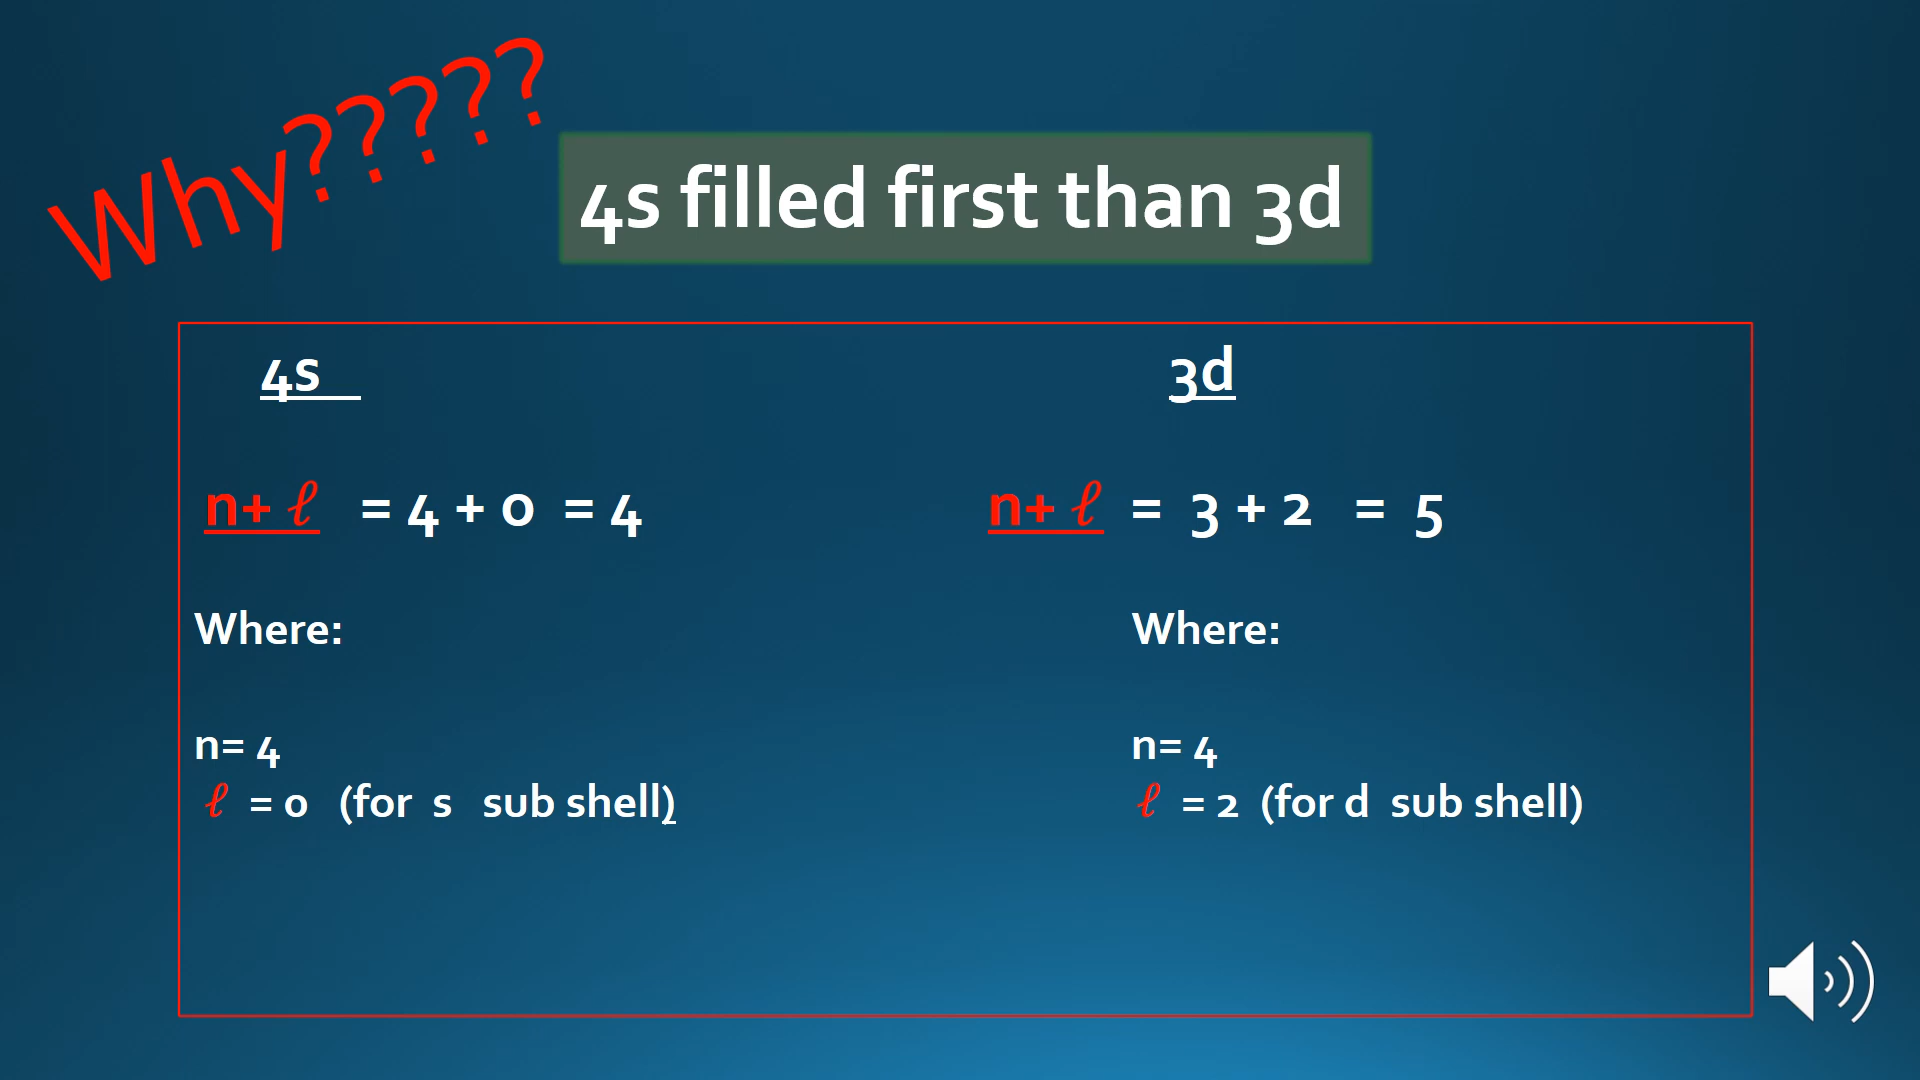 Why?????
4s filled first than 3d
4s
3d
n+ ℓ = 4 + 0 = 4
n+ ℓ = 3 + 2 = 5
Where:
n= 4
ℓ = 0 (for s sub shell)
Where:
n= 4
ℓ = 2 (for d sub shell)